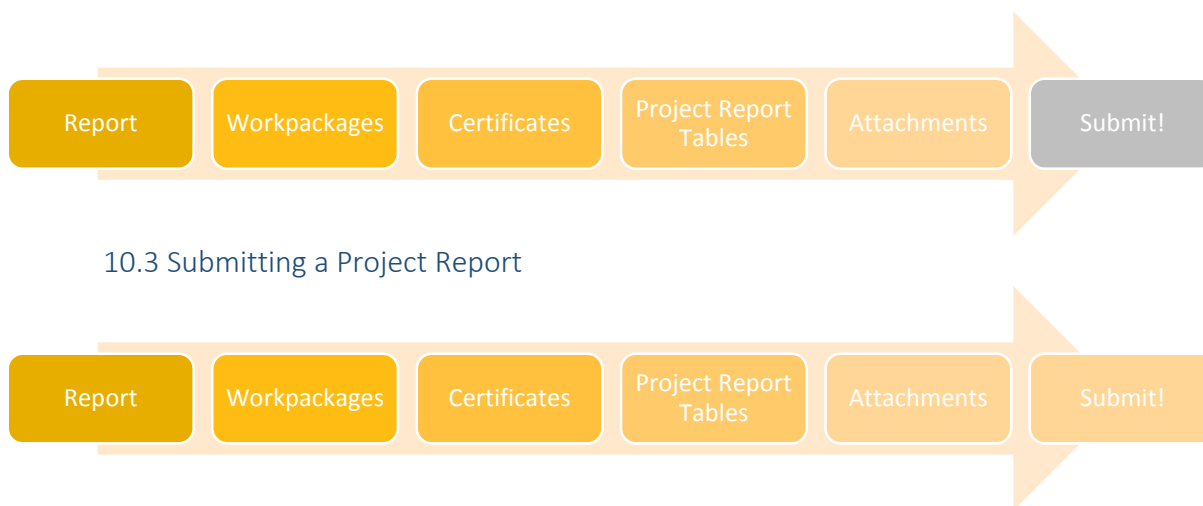 Report
Workpackages
Certificates
Project Report
Tables
Attachments
Submit!
10.3 Submitting a Project Report
Report
Workpackages
Certificates
Project Report
Tables
Attachments
Submit!